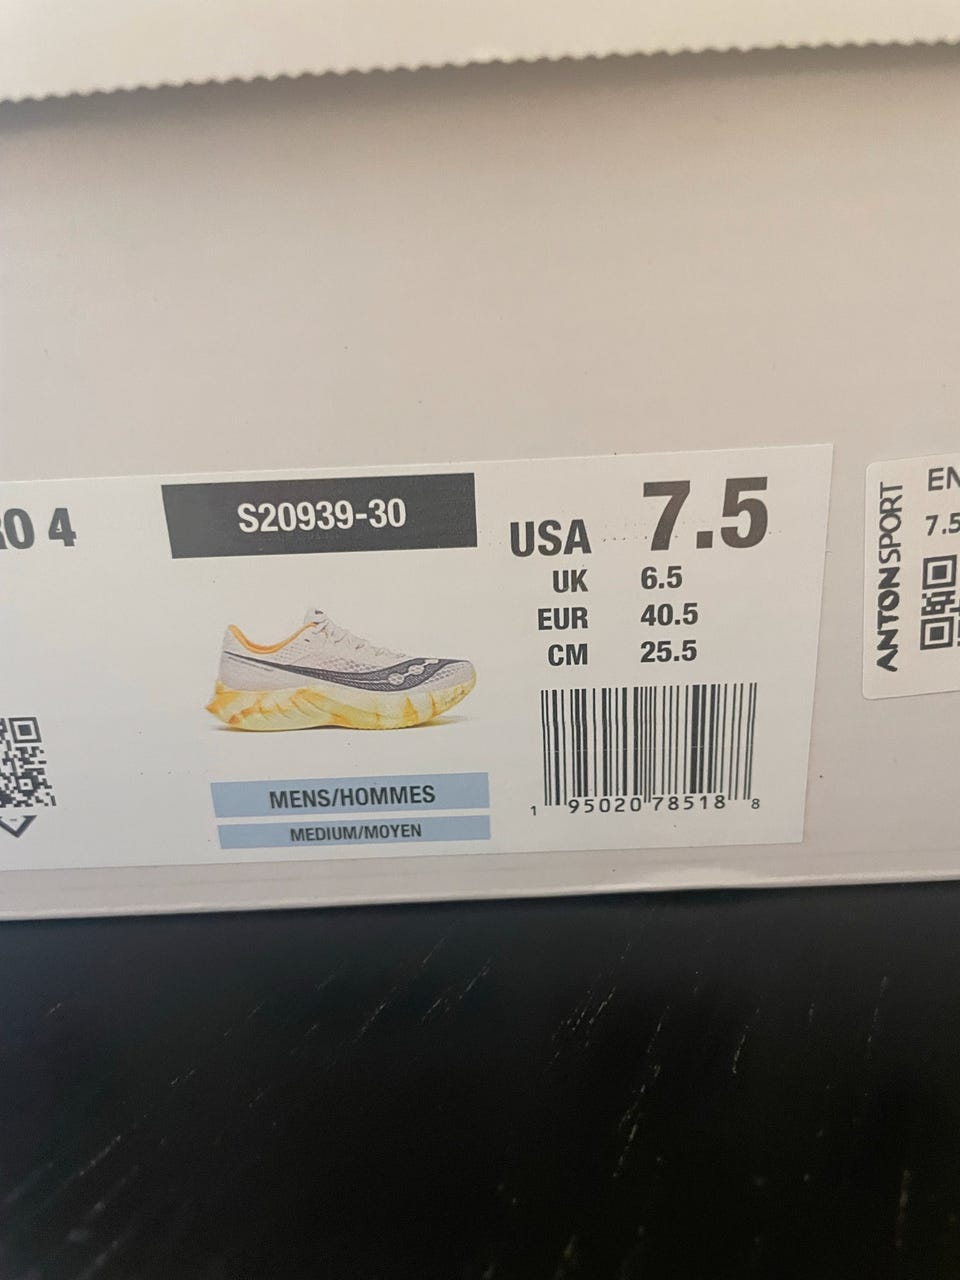 RO 4
S20939-30
USA 7.5
UK 6.5
EUR 40.5
CM 25.5
MENS/HOMMES
MEDIUM/MOYEN
1 95020 78518 8
ANTONSPORT
EN
7.5